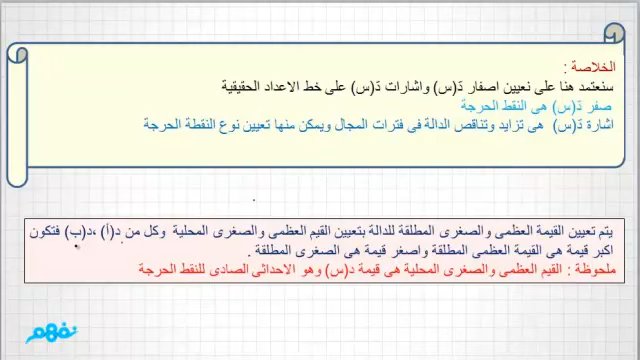 الخلاصة :
سنعتمد هنا على نعيين اصفار دَ(س) واشارات دَ(س) على خط الاعداد الحقيقية
صفر دَ(س) هى النقط الحرجة
اشارة دَ(س) هى تزايد وتناقص الدالة فى فترات المجال ويمكن منها تعيين نوع النقطة الحرجة
يتم تعيين القيمة العظمى والصغرى المطلقة للدالة بتعيين القيم العظمى والصغرى المحلية وكل من د(أ) ،د(ب) فتكون
اكبر قيمة هى القيمة العظمى المطلقة واصغر قيمة هى الصغرى المطلقة .
ملحوظة : القيم العظمى والصغرى المحلية هى قيمة د(س) وهو الاحداثى الصادى للنقط الحرجة
نفهم